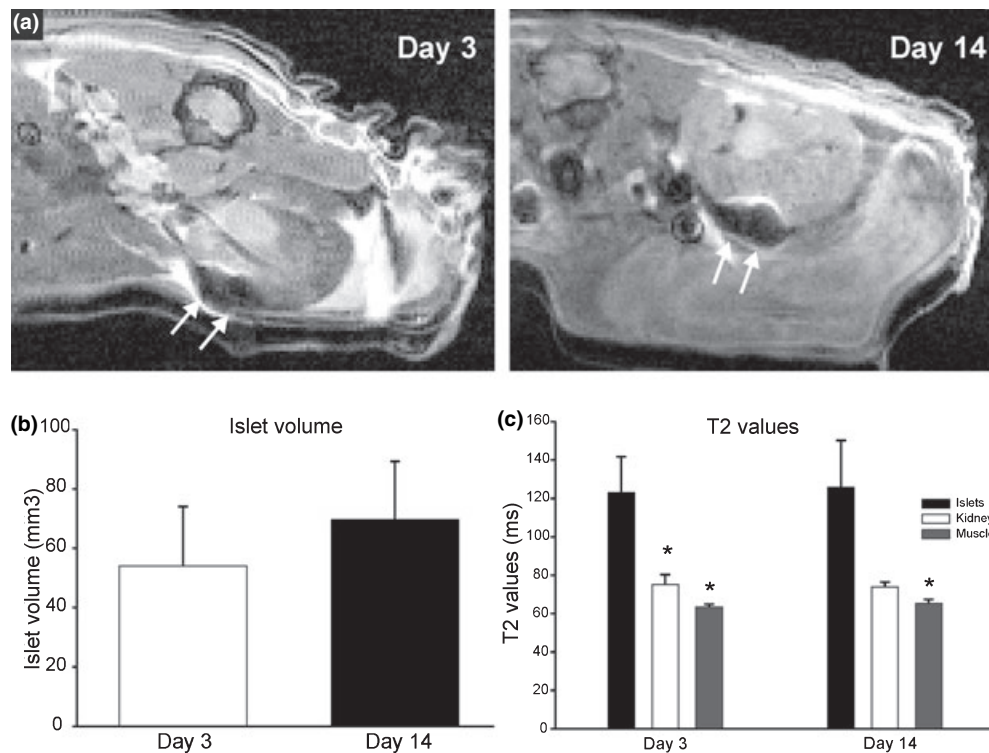 (a)
Day 3
Day 14
(b)
Islet volume
Islet volume (mm3)
100
80
60
40
20
0
Day 3
Day 14
(c)
T2 values
T2 values (ms)
160
140
120
100
80
60
40
20
0
*
*
*
Islets
Kidney
Muscle
Day 3
Day 14